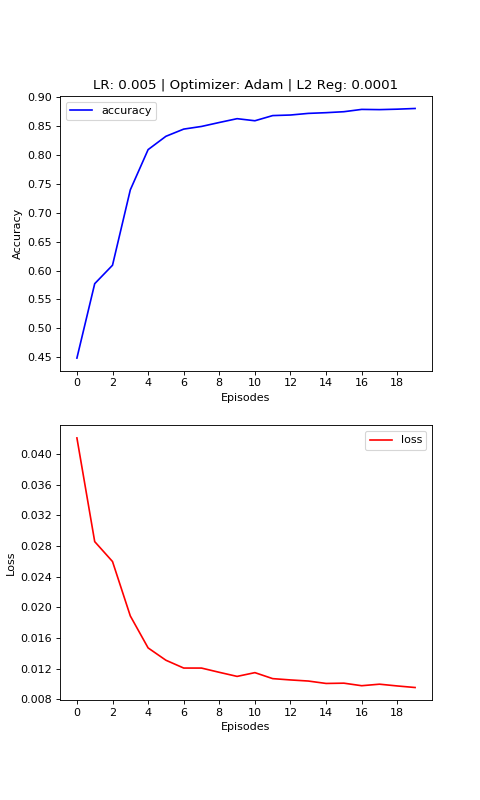 LR: 0.005 | Optimizer: Adam | L2 Reg: 0.0001
accuracy
0.90
0.85
0.80
0.75
0.70
0.65
0.60
0.55
0.50
0.45
Accuracy
0 2 4 6 8 10 12 14 16 18
Episodes
loss
0.040
0.036
0.032
0.028
0.024
0.020
0.016
0.012
0.008
Loss
0 2 4 6 8 10 12 14 16 18
Episodes